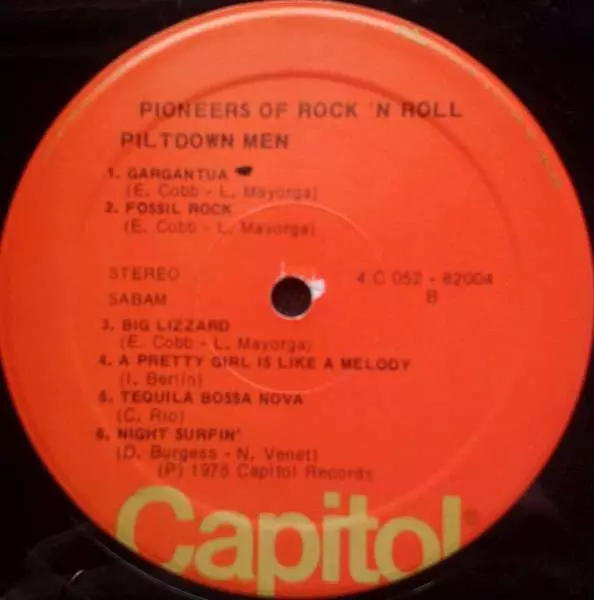 PIONEERS OF ROCK 'N ROLL
PILTDOWN MEN
1. GARGANTUA
(E. Cobb - L. Mayorga)
2. FOSSIL ROCK
(E. Cobb - L. Mayorga)
STEREO
4 C 052 - 82004
SABAM
B
3. BIG LIZZARD
(E. Cobb - L. Mayorga)
4. A PRETTY GIRL IS LIKE A MELODY
(I. Berlin)
5. TEQUILA BOSSA NOVA
(C. Rio)
6. NIGHT SURFIN'
(D. Burgess - N. Venet)
(P) 1975 Capitol Records
Capitol®